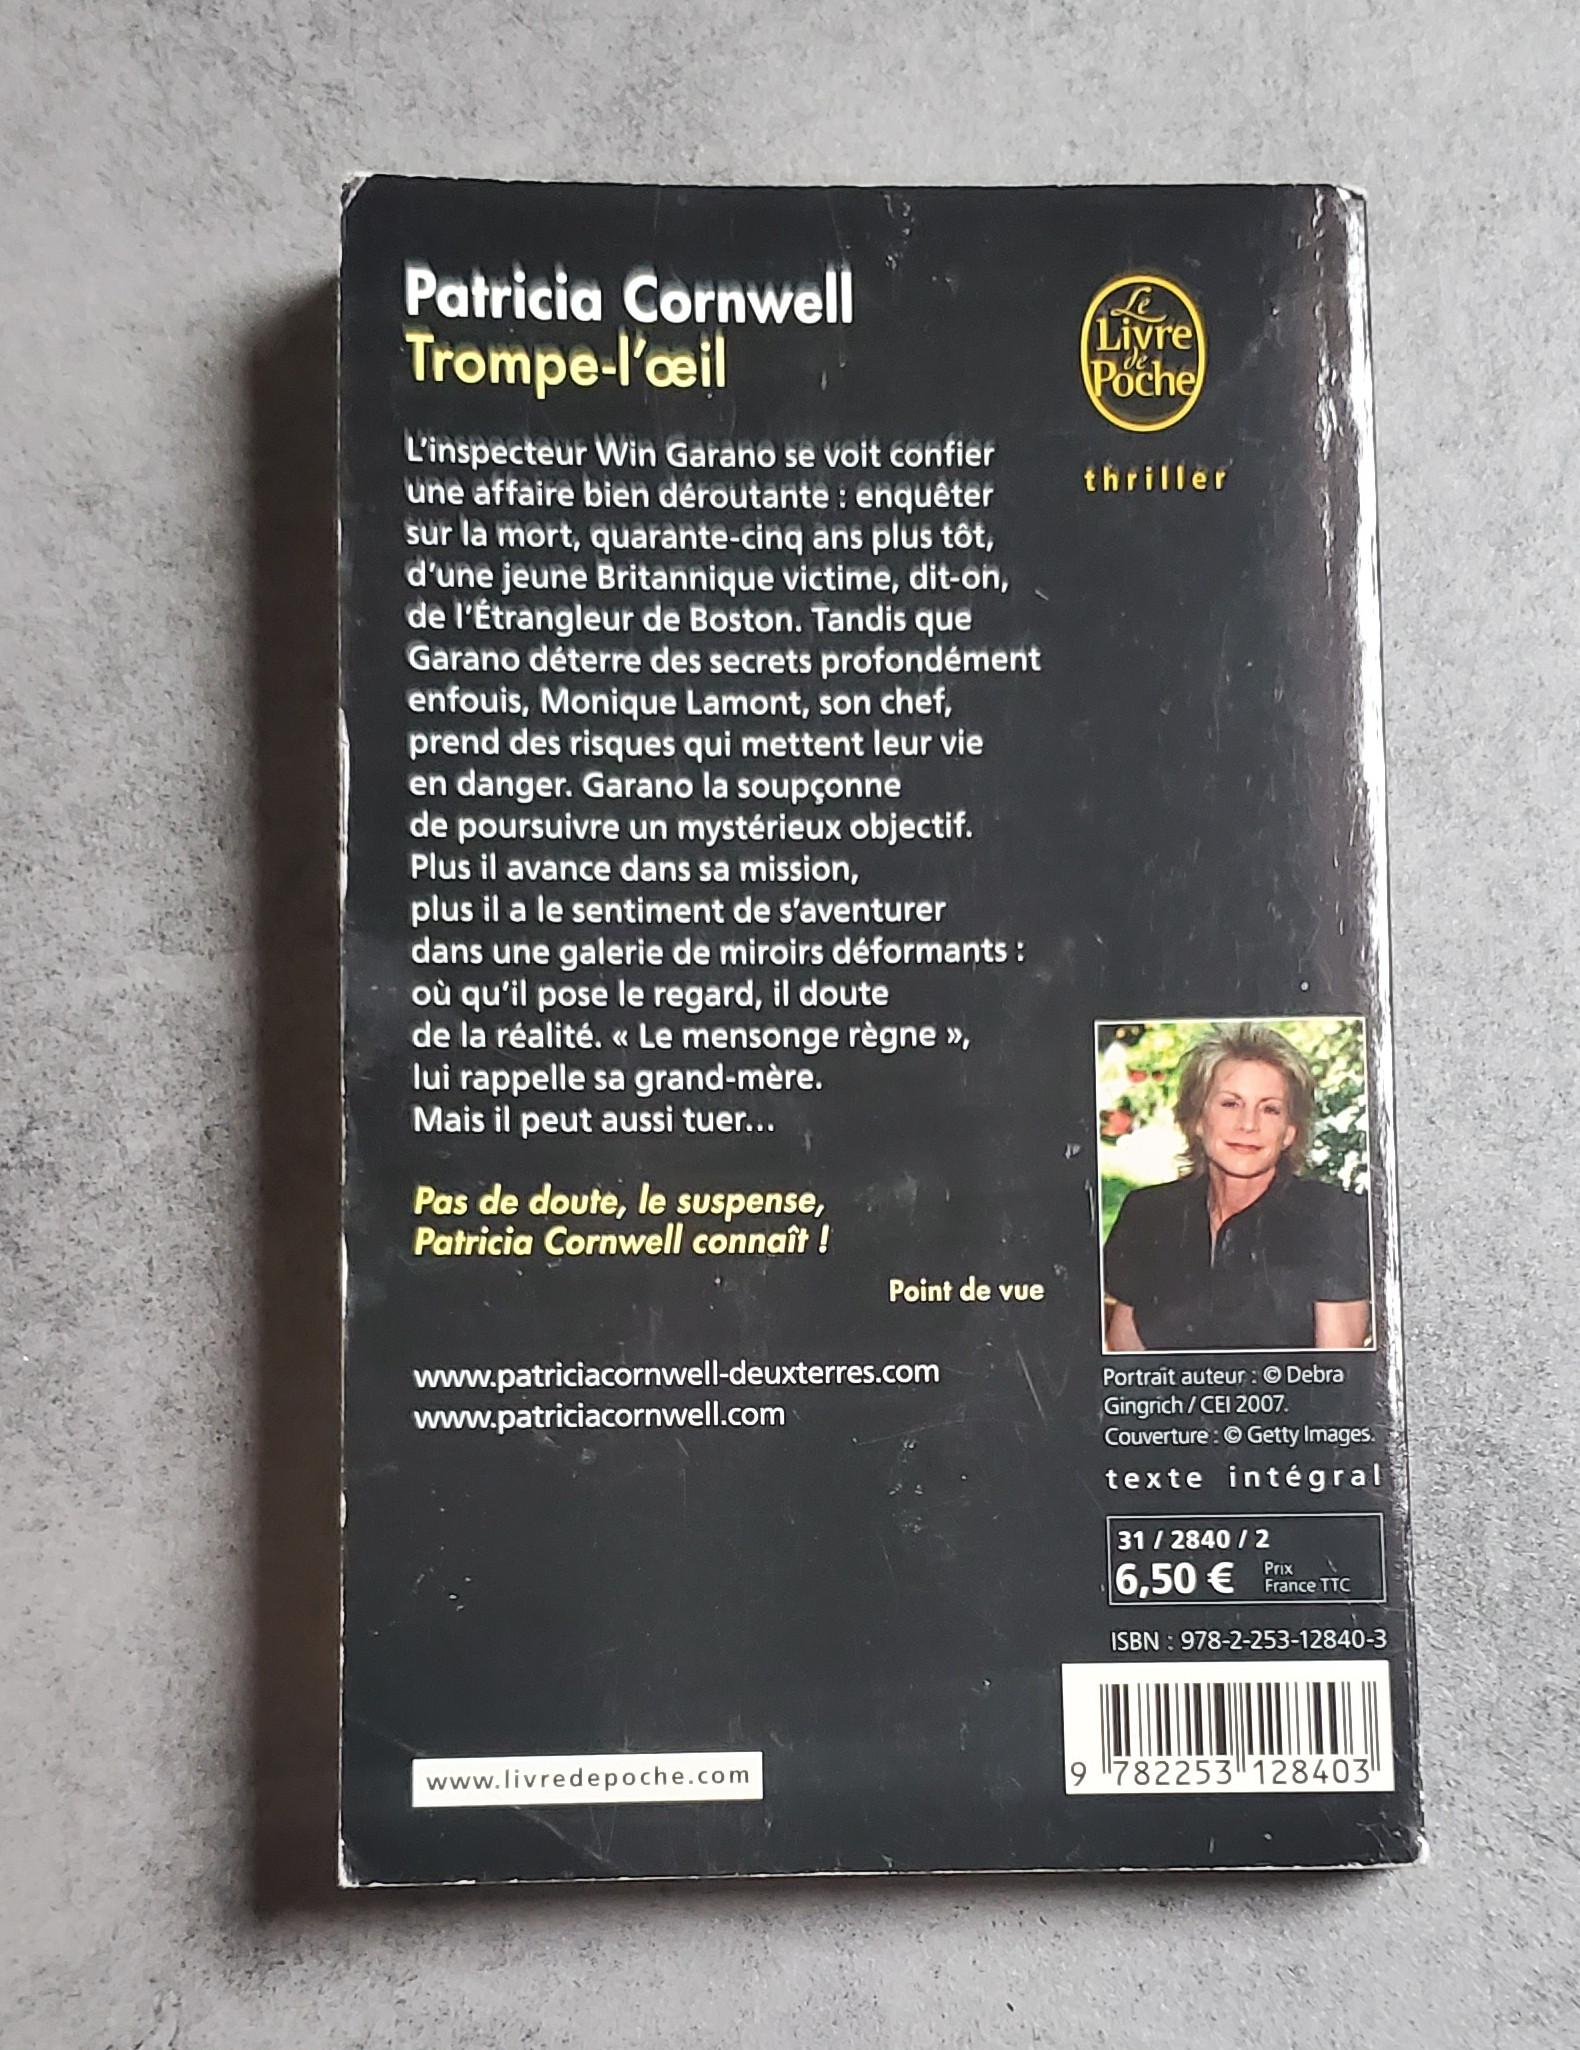 Patricia Cornwell
Trompe-l'œil
Le
Livre
de
Poche
thriller
L'inspecteur Win Garano se voit confier
une affaire bien déroutante : enquêter
sur la mort, quarante-cinq ans plus tôt,
d'une jeune Britannique victime, dit-on,
de l'Étrangleur de Boston. Tandis que
Garano déterre des secrets profondément
enfouis, Monique Lamont, son chef,
prend des risques qui mettent leur vie
en danger. Garano la soupçonne
de poursuivre un mystérieux objectif.
Plus il avance dans sa mission,
plus il a le sentiment de s'aventurer
dans une galerie de miroirs déformants :
où qu'il pose le regard, il doute
de la réalité. « Le mensonge règne »,
lui rappelle sa grand-mère.
Mais il peut aussi tuer...
Pas de doute, le suspense,
Patricia Cornwell connaît !
Point de vue
www.patriciacornwell-deuxterres.com
www.patriciacornwell.com
Portrait auteur : © Debra
Gingrich / CEI 2007.
Couverture : © Getty Images.
texte intégral
31 / 2840 / 2
6,50 € Prix
France TTC
ISBN : 978-2-253-12840-3
9 782253 128403
www.livredepoche.com